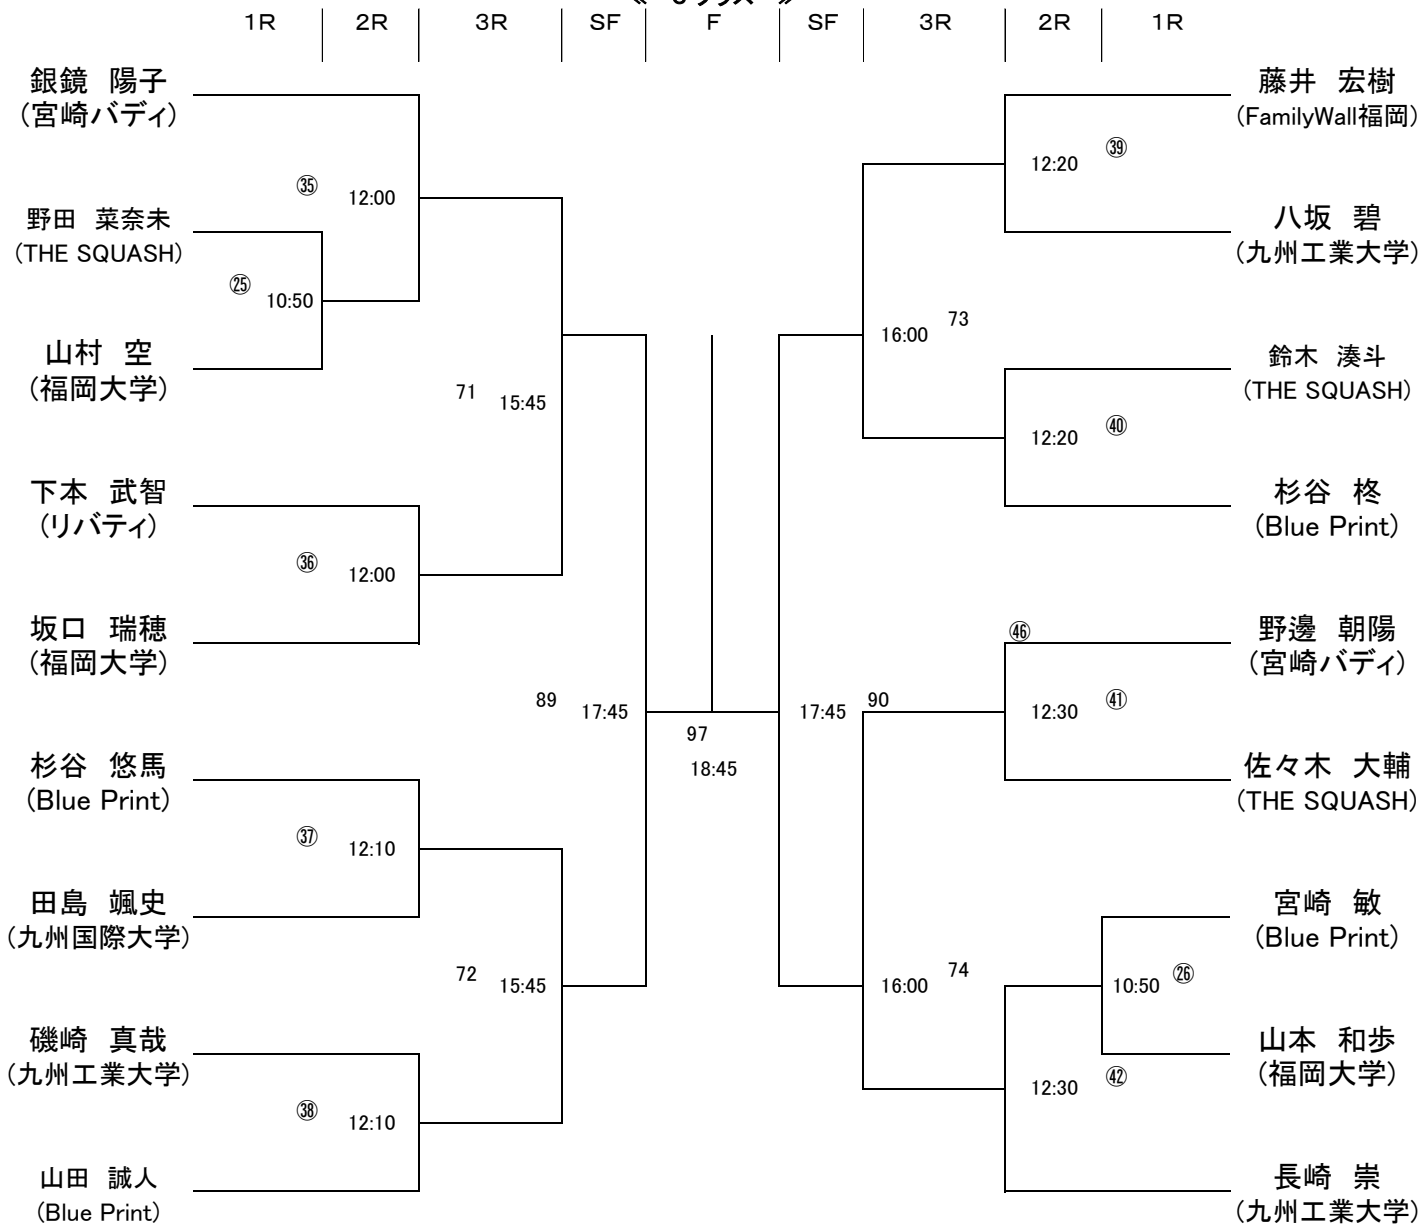 1R 2R 3R SF F SF 3R 2R 1R
銀鏡　陽子
(宮崎バディ)
㉟ 12:00
野田　菜奈未
(THE SQUASH)
㉕ 10:50
山村　空
(福岡大学)
71 15:45
下本　武智
(リバティ)
㊱ 12:00
坂口　瑞穂
(福岡大学)
89 17:45
杉谷　悠馬
(Blue Print)
㊲ 12:10
田島　颯史
(九州国際大学)
72 15:45
磯崎　真哉
(九州工業大学)
㊳ 12:10
山田　誠人
(Blue Print)
97
18:45
藤井　宏樹
(FamilyWall福岡)
12:20 ㊴
八坂　碧
(九州工業大学)
16:00 73
鈴木　湊斗
(THE SQUASH)
12:20 ㊵
杉谷　柊
(Blue Print)
㊻
野邊　朝陽
(宮崎バディ)
17:45 90
12:30 ㊶
佐々木　大輔
(THE SQUASH)
宮崎　敏
(Blue Print)
16:00 74
10:50 ㉖
山本　和歩
(福岡大学)
12:30 ㊷
長崎　崇
(九州工業大学)